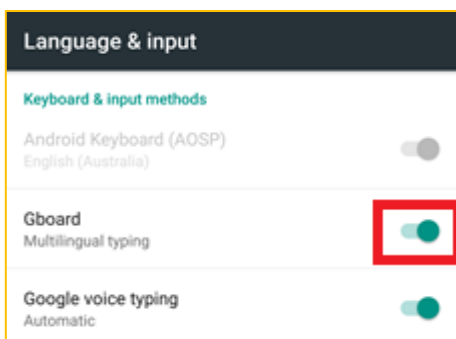 Language & input
Keyboard & input methods
Android Keyboard (AOSP)
English (Australia)
Gboard
Multilingual typing
Google voice typing
Automatic